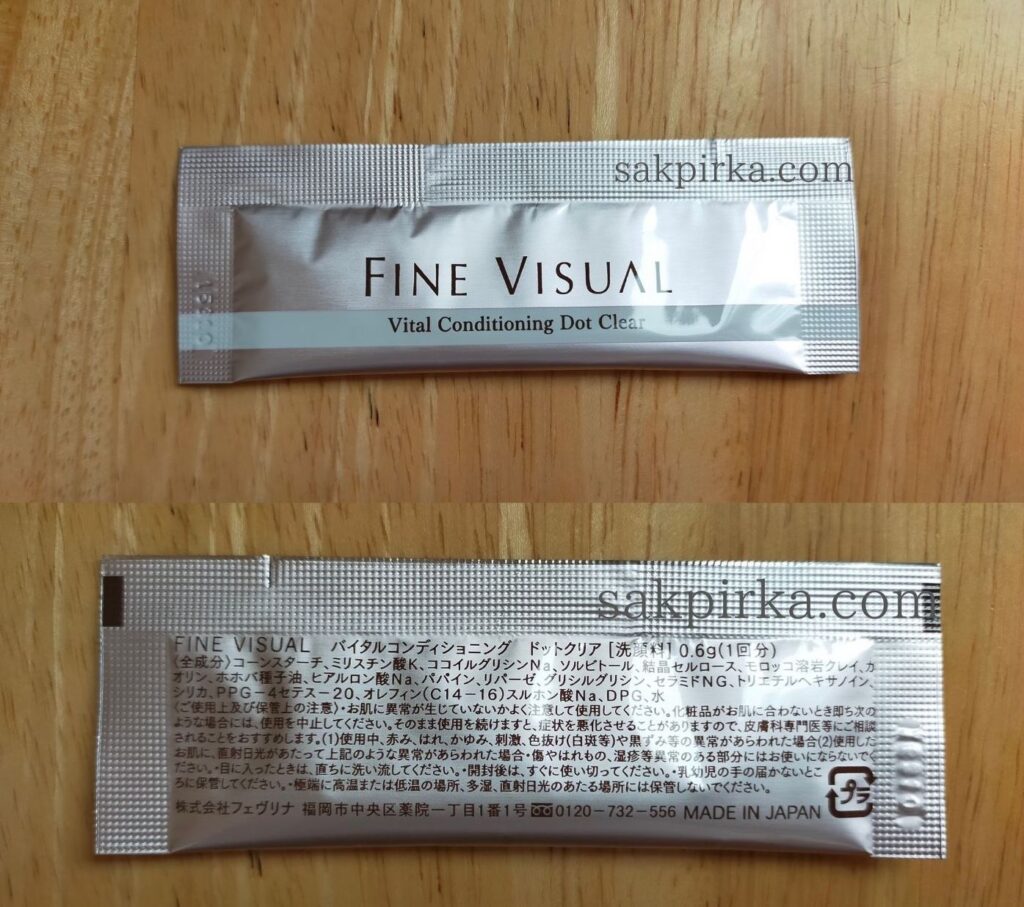 sakpirka.com
FINE VISUAL
Vital Conditioning Dot Clear
sakpirka.com
FINE VISUAL バイタルコンディショニング ドットクリア [洗顔料] 0.6g(1回分)
〈全成分〉コーンスターチ、ミリスチン酸K、ココイルグリシンNa、ソルビトール、結晶セルロース、モロッコ溶岩クレイ、カ
オリン、ホホバ種子油、ヒアルロン酸Na、パパイン、リパーゼ、グリシルグリシン、セラミドNG、トリエチルヘキサノイン、
シリカ、PPG-4セテス-20、オレフィン(C14-16)スルホン酸Na、DPG、水
〈ご使用上及び保管上の注意〉・お肌に異常が生じていないかよく注意して使用してください。化粧品がお肌に合わないとき即ち次の
ような場合には、使用を中止してください。そのまま使用を続けますと、症状を悪化させることがありますので、皮膚科専門医等にご相談
されることをおすすめします。(1)使用中、赤み、はれ、かゆみ、刺激、色抜け(白斑等)や黒ずみ等の異常があらわれた場合(2)使用した
お肌に、直射日光があたって上記のような異常があらわれた場合・傷やはれもの、湿疹等異常のある部分にはお使いにならないでく
ださい。・目に入ったときは、直ちに洗い流してください。・開封後は、すぐに使い切ってください。・乳幼児の手の届かないとこ
ろに保管してください。・極端に高温または低温の場所、多湿、直射日光のあたる場所には保管しないでください。
プラ
株式会社フェヴリナ 福岡市中央区薬院一丁目1番1号 0120-732-556 MADE IN JAPAN